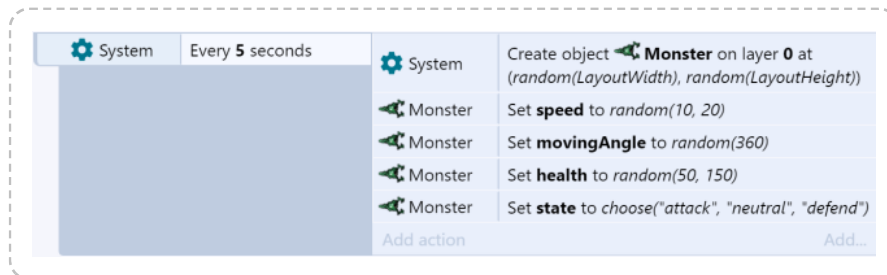 System Every 5 seconds
System Create object Monster on layer 0 at
(random(LayoutWidth), random(LayoutHeight))
Monster Set speed to random(10, 20)
Monster Set movingAngle to random(360)
Monster Set health to random(50, 150)
Monster Set state to choose("attack", "neutral", "defend")
Add action Add...